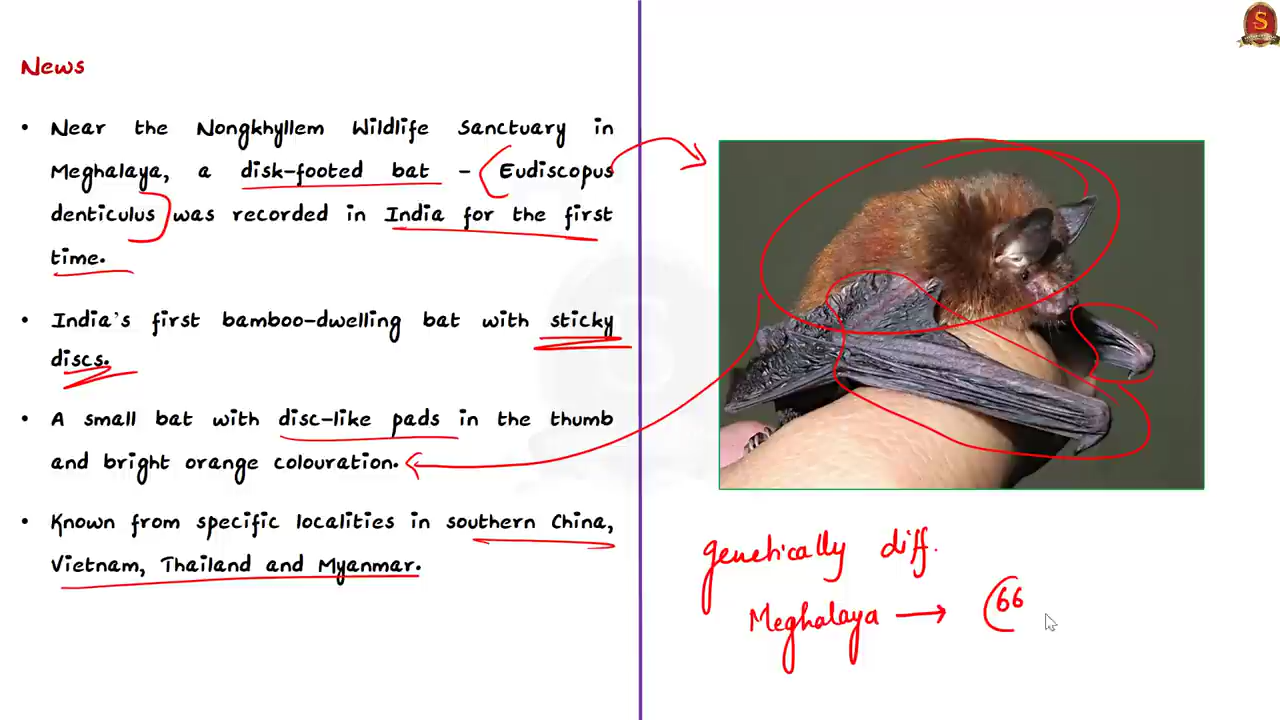 News
• Near the Nongkhyllem Wildlife Sanctuary in
Meghalaya, a disk-footed bat - (Eudiscopus
denticulus) was recorded in India for the first
time.
• India's first bamboo-dwelling bat with sticky
discs.
• A small bat with disc-like pads in the thumb
and bright orange colouration.
• Known from specific localities in southern China,
Vietnam, Thailand and Myanmar.
genetically diff.
Meghalaya → (66
S